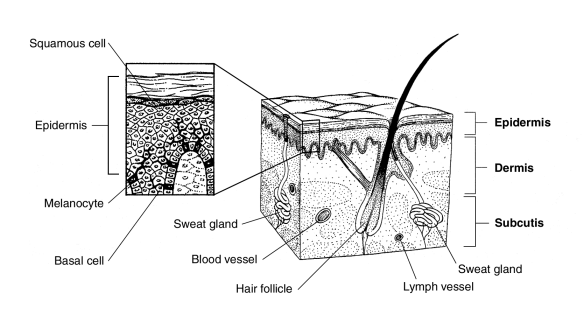 Squamous cell
Epidermis
Melanocyte
Basal cell
Sweat gland
Blood vessel
Hair follicle
Epidermis
Dermis
Subcutis
Sweat gland
Lymph vessel